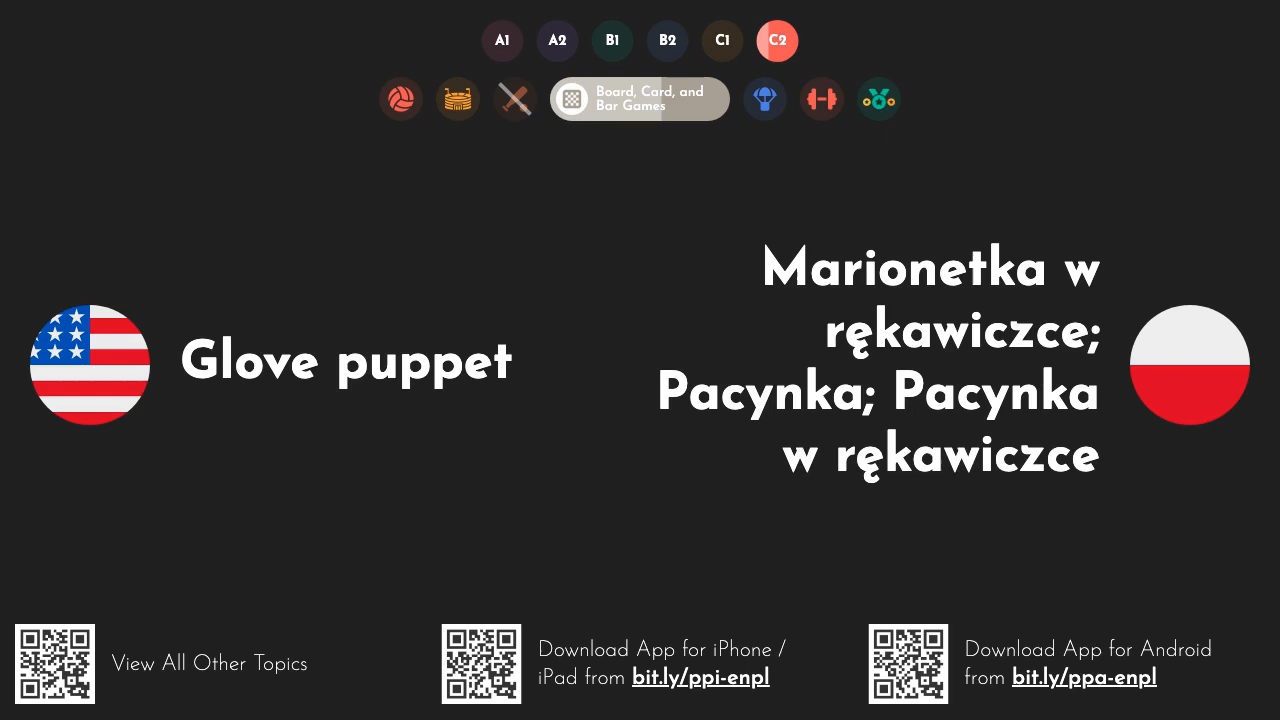 A1 A2 B1 B2 C1 C2
Board, Card, and
Bar Games
Glove puppet
Marionetka w
rękawiczce;
Pacynka; Pacynka
w rękawiczce
View All Other Topics
Download App for iPhone /
iPad from bit.ly/ppi-enpl
Download App for Android
from bit.ly/ppa-enpl